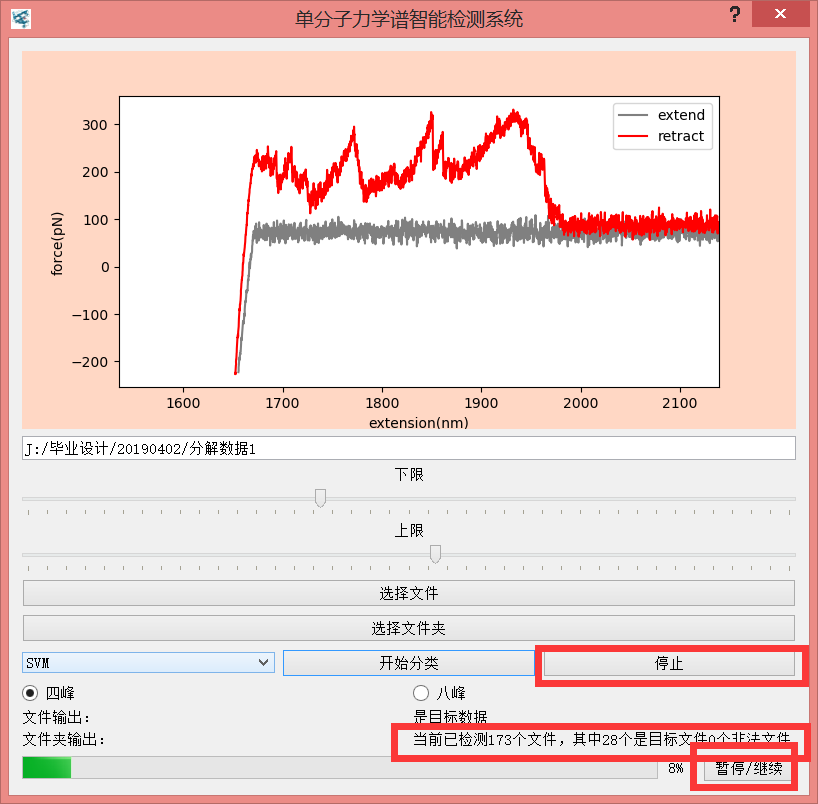 单分子力学谱智能检测系统
?
extend
retract
300
200
100
0
−100
−200
force(pN)
1600 1700 1800 1900 2000 2100
extension(nm)
J:/毕业设计/20190402/分解数据1
下限
上限
选择文件
选择文件夹
SVM 开始分类 停止
四峰 八峰
文件输出: 是目标数据
文件夹输出: 当前已检测173个文件，其中28个是目标文件0个非法文件
8% 暂停/继续